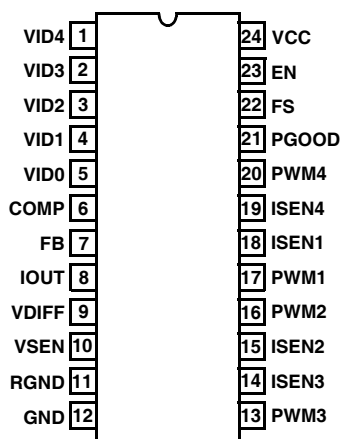 VID4 1 24 VCC
VID3 2 23 EN
VID2 3 22 FS
VID1 4 21 PGOOD
VID0 5 20 PWM4
COMP 6 19 ISEN4
FB 7 18 ISEN1
IOUT 8 17 PWM1
VDIFF 9 16 PWM2
VSEN 10 15 ISEN2
RGND 11 14 ISEN3
GND 12 13 PWM3